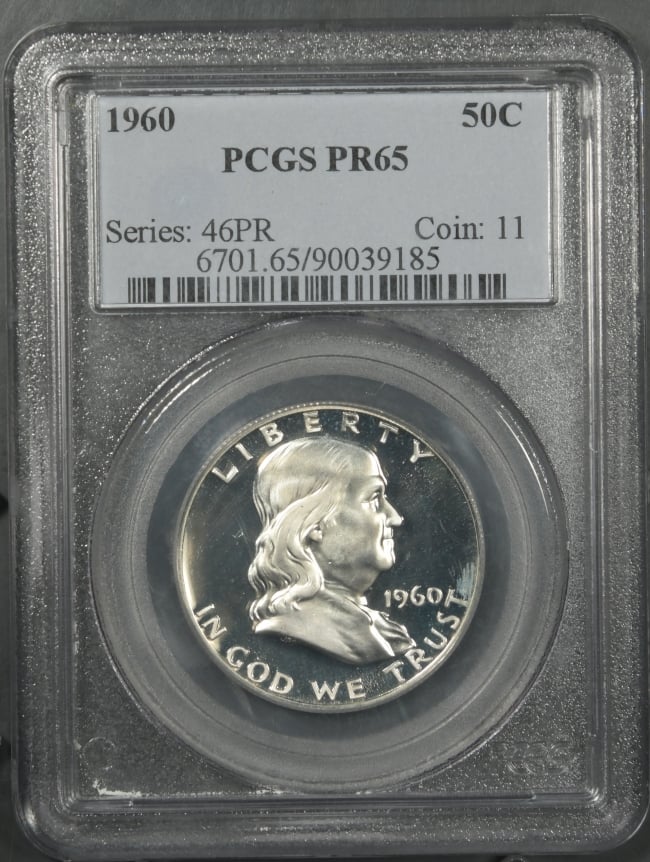 1960 50C
PCGS PR65
Series: 46PR Coin: 11
6701.65/90039185
LIBERTY
1960
IN GOD WE TRUST